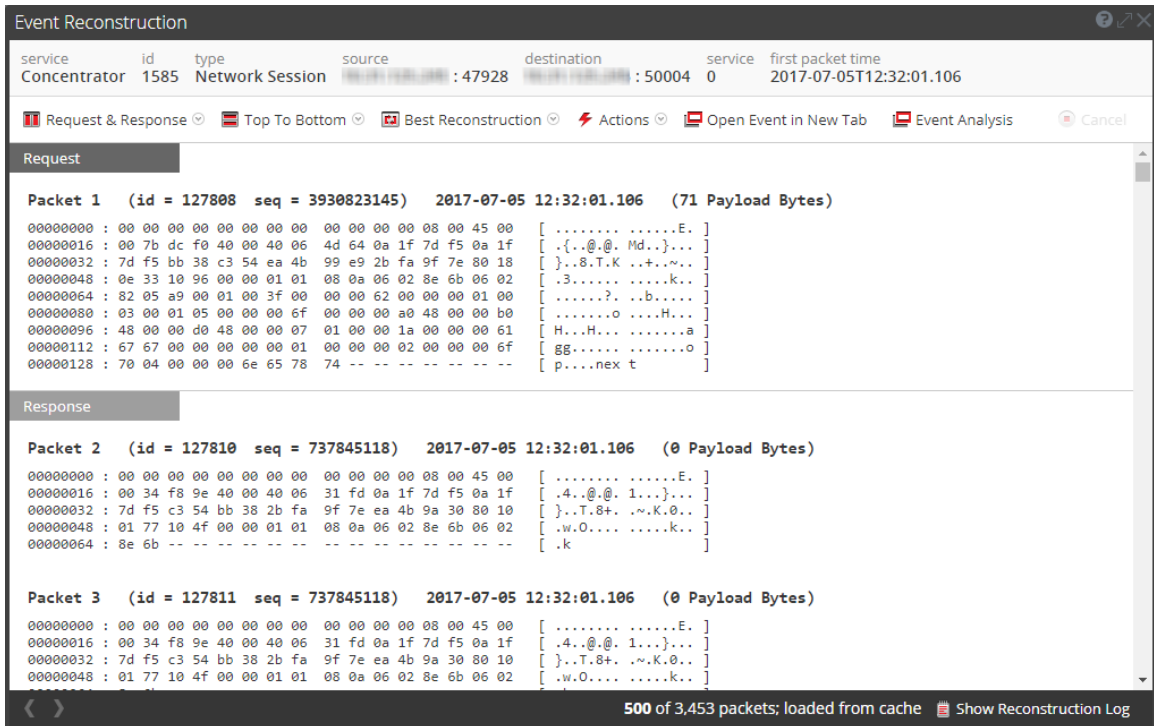 Event Reconstruction
service id type source destination service first packet time
Concentrator 1585 Network Session : 47928 : 50004 0 2017-07-05T12:32:01.106
Request & Response Top To Bottom Best Reconstruction Actions Open Event in New Tab Event Analysis Cancel
Request
Packet 1 (id = 127808 seq = 3930823145) 2017-07-05 12:32:01.106 (71 Payload Bytes)
00000000 : 00 00 00 00 00 00 00 00 00 00 00 00 08 00 45 00 [ ........ ......E. ]
00000016 : 00 7b dc f0 40 00 40 06 4d 64 0a 1f 7d f5 0a 1f [ .{..@.@. Md..}... ]
00000032 : 7d f5 bb 38 c3 54 ea 4b 99 e9 2b fa 9f 7e 80 18 [ }..8.T.K ..+..~.. ]
00000048 : 0e 33 10 96 00 00 01 01 08 0a 06 02 8e 6b 06 02 [ .3...... .....k.. ]
00000064 : 82 05 a9 00 01 00 3f 00 00 00 62 00 00 00 01 00 [ ......?. ..b..... ]
00000080 : 03 00 01 05 00 00 00 6f 00 00 00 a0 48 00 00 b0 [ .......o ....H... ]
00000096 : 48 00 00 d0 48 00 00 07 01 00 00 1a 00 00 00 61 [ H...H... .......a ]
00000112 : 67 67 00 00 00 00 00 01 00 00 00 02 00 00 00 6f [ gg...... .......o ]
00000128 : 70 04 00 00 00 6e 65 78 74 -- -- -- -- -- -- -- [ p....nex t ]
Response
Packet 2 (id = 127810 seq = 737845118) 2017-07-05 12:32:01.106 (0 Payload Bytes)
00000000 : 00 00 00 00 00 00 00 00 00 00 00 00 08 00 45 00 [ ........ ......E. ]
00000016 : 00 34 f8 9e 40 00 40 06 31 fd 0a 1f 7d f5 0a 1f [ .4..@.@. 1...}... ]
00000032 : 7d f5 c3 54 bb 38 2b fa 9f 7e ea 4b 9a 30 80 10 [ }..T.8+. .~.K.0.. ]
00000048 : 01 77 10 4f 00 00 01 01 08 0a 06 02 8e 6b 06 02 [ .w.O.... .....k.. ]
00000064 : 8e 6b -- -- -- -- -- -- -- -- -- -- -- -- -- -- [ .k ]
Packet 3 (id = 127811 seq = 737845118) 2017-07-05 12:32:01.106 (0 Payload Bytes)
00000000 : 00 00 00 00 00 00 00 00 00 00 00 00 08 00 45 00 [ ........ ......E. ]
00000016 : 00 34 f8 9e 40 00 40 06 31 fd 0a 1f 7d f5 0a 1f [ .4..@.@. 1...}... ]
00000032 : 7d f5 c3 54 bb 38 2b fa 9f 7e ea 4b 9a 30 80 10 [ }..T.8+. .~.K.0.. ]
00000048 : 01 77 10 4f 00 00 01 01 08 0a 06 02 8e 6b 06 02 [ .w.O.... .....k.. ]
500 of 3,453 packets; loaded from cache Show Reconstruction Log